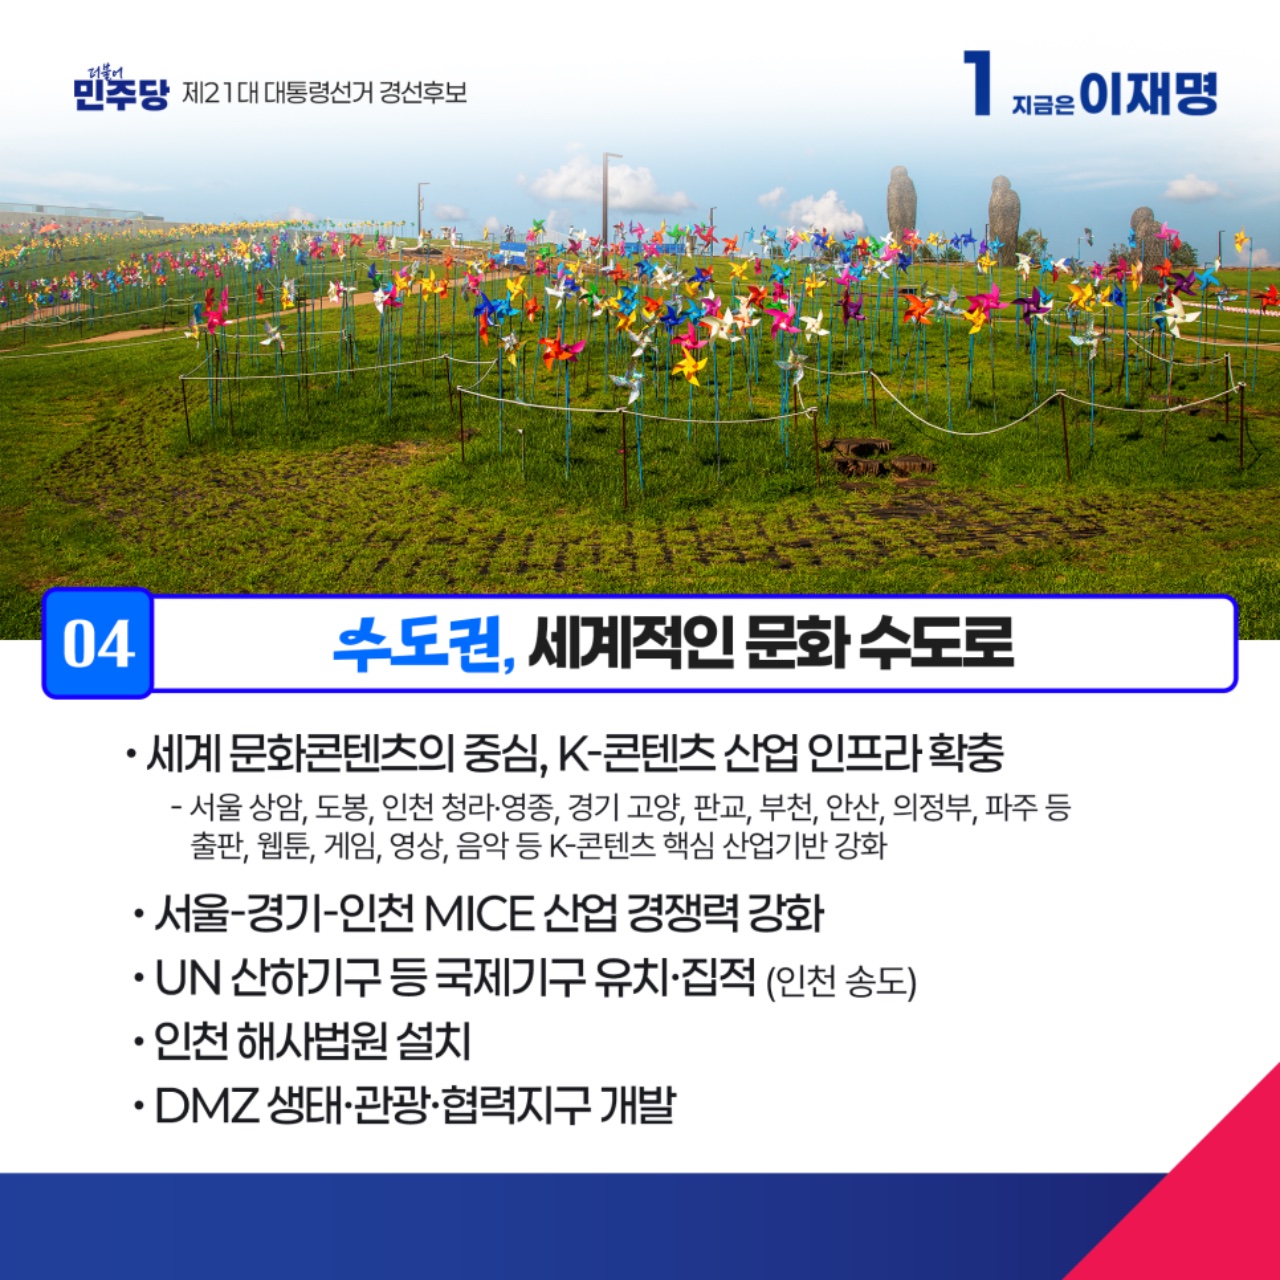 더불어
민주당 제21대 대통령선거 경선후보
1 지금은 이재명
04 수도권, 세계적인 문화 수도로
• 세계 문화콘텐츠의 중심, K-콘텐츠 산업 인프라 확충
- 서울 상암, 도봉, 인천 청라·영종, 경기 고양, 판교, 부천, 안산, 의정부, 파주 등
출판, 웹툰, 게임, 영상, 음악 등 K-콘텐츠 핵심 산업기반 강화
• 서울-경기-인천 MICE 산업 경쟁력 강화
• UN 산하기구 등 국제기구 유치·집적 (인천 송도)
• 인천 해사법원 설치
• DMZ 생태·관광·협력지구 개발